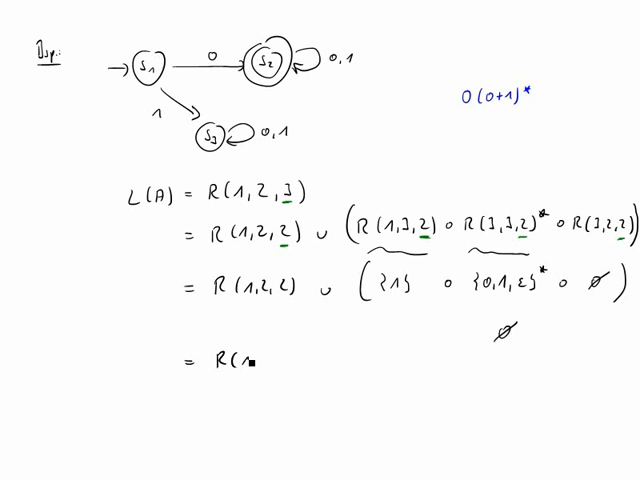 Bsp.:
S1 0 S2 0,1
0(0+1)*
1 S3 0,1
L(A) = R(1,2,3)
= R(1,2,2) ∪ (R(1,3,2) ∘ R(3,3,2)* ∘ R(3,2,2))
= R(1,2,2) ∪ ({1} ∘ {0,1,ε}* ∘ ∅)
∅
= R(1